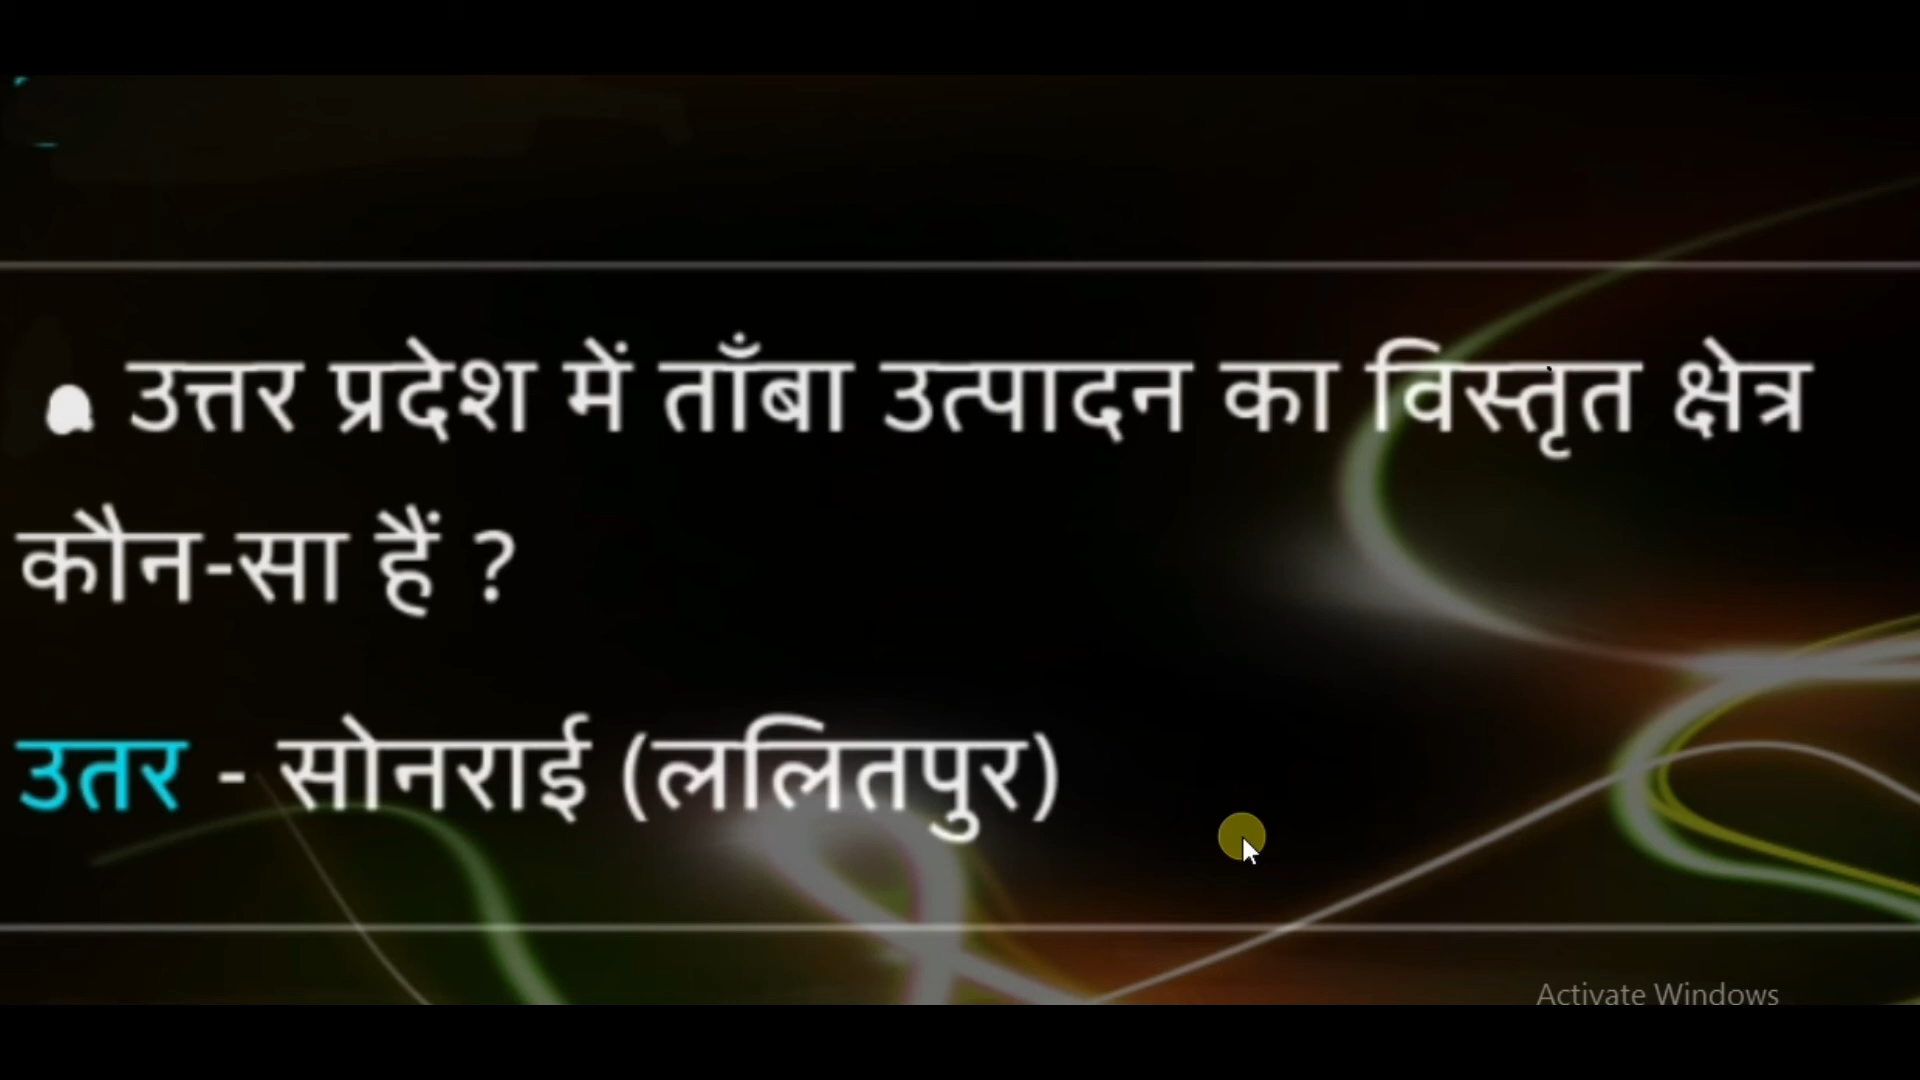 उत्तर प्रदेश में ताँबा उत्पादन का विस्तृत क्षेत्र
कौन-सा हैं ?
उतर - सोनराई (ललितपुर)
Activate Windows